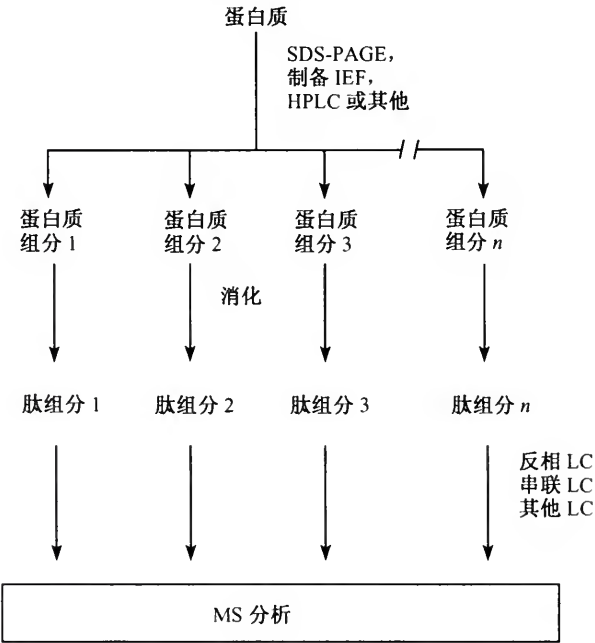 蛋白质
SDS-PAGE,
制备 IEF,
HPLC 或其他
蛋白质
组分 1
蛋白质
组分 2
蛋白质
组分 3
蛋白质
组分 n
消化
肽组分 1
肽组分 2
肽组分 3
肽组分 n
反相 LC
串联 LC
其他 LC
MS 分析